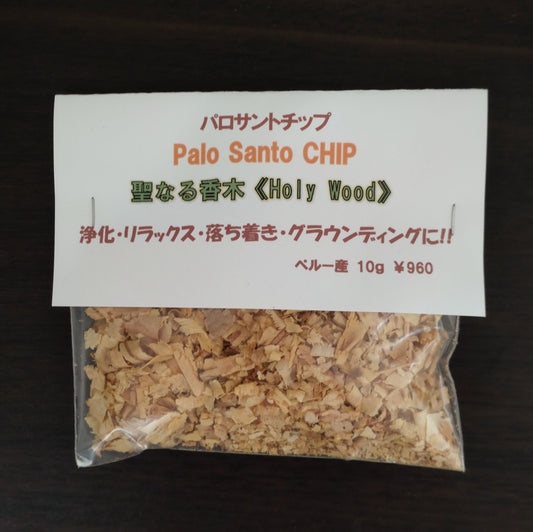 パロサントチップ
Palo Santo CHIP
聖なる香木《Holy Wood》
浄化・リラックス・落ち着き・グラウンディングに!!
ペルー産 10g ¥960